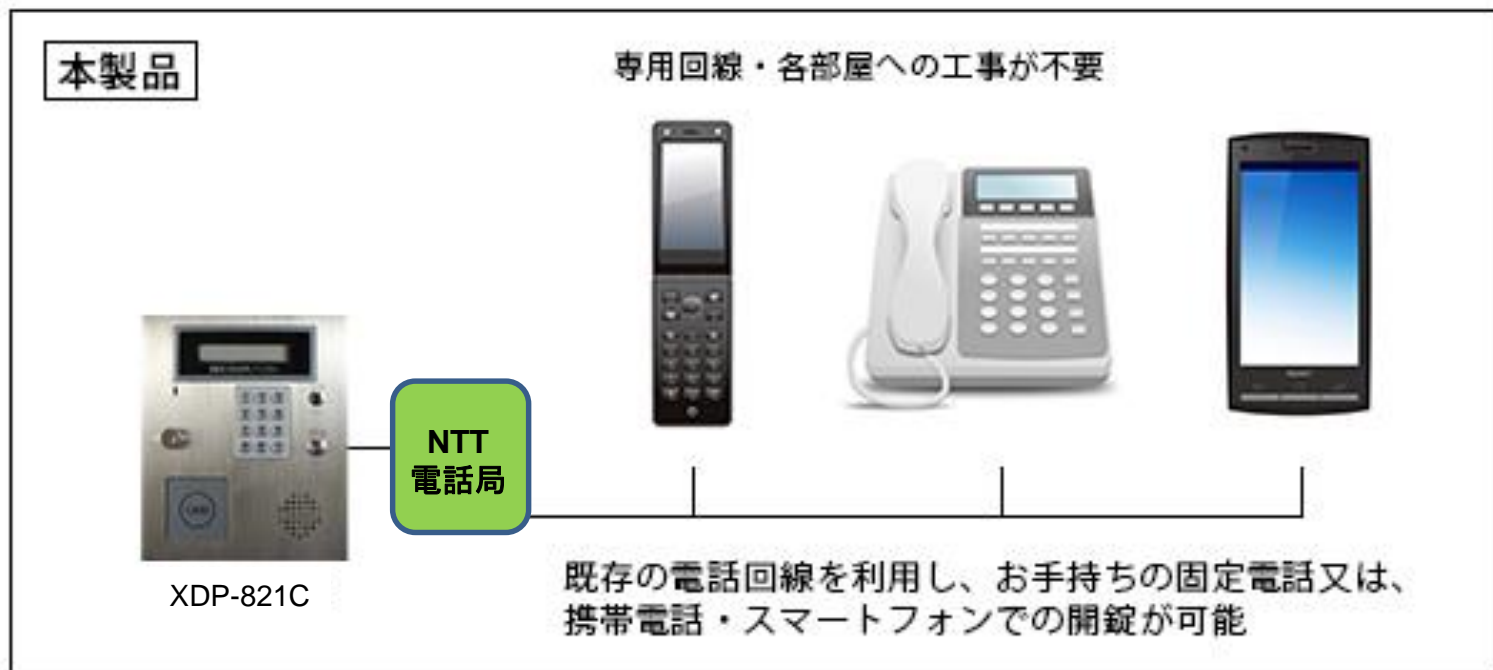 本製品
専用回線・各部屋への工事が不要
NTT
電話局
XDP-821C
既存の電話回線を利用し、お手持ちの固定電話又は、
携帯電話・スマートフォンでの開錠が可能